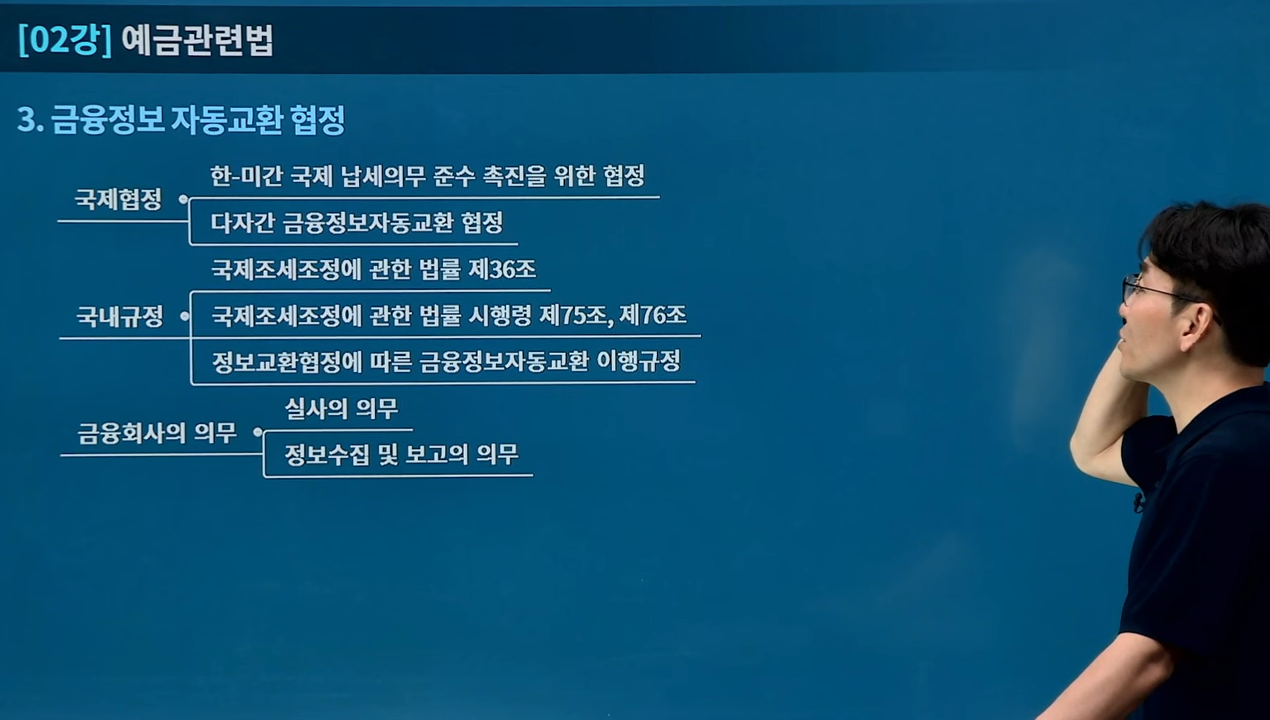 [02강] 예금관련법
3. 금융정보 자동교환 협정
국제협정
한-미간 국제 납세의무 준수 촉진을 위한 협정
다자간 금융정보자동교환 협정
국내규정
국제조세조정에 관한 법률 제36조
국제조세조정에 관한 법률 시행령 제75조, 제76조
정보교환협정에 따른 금융정보자동교환 이행규정
금융회사의 의무
실사의 의무
정보수집 및 보고의 의무